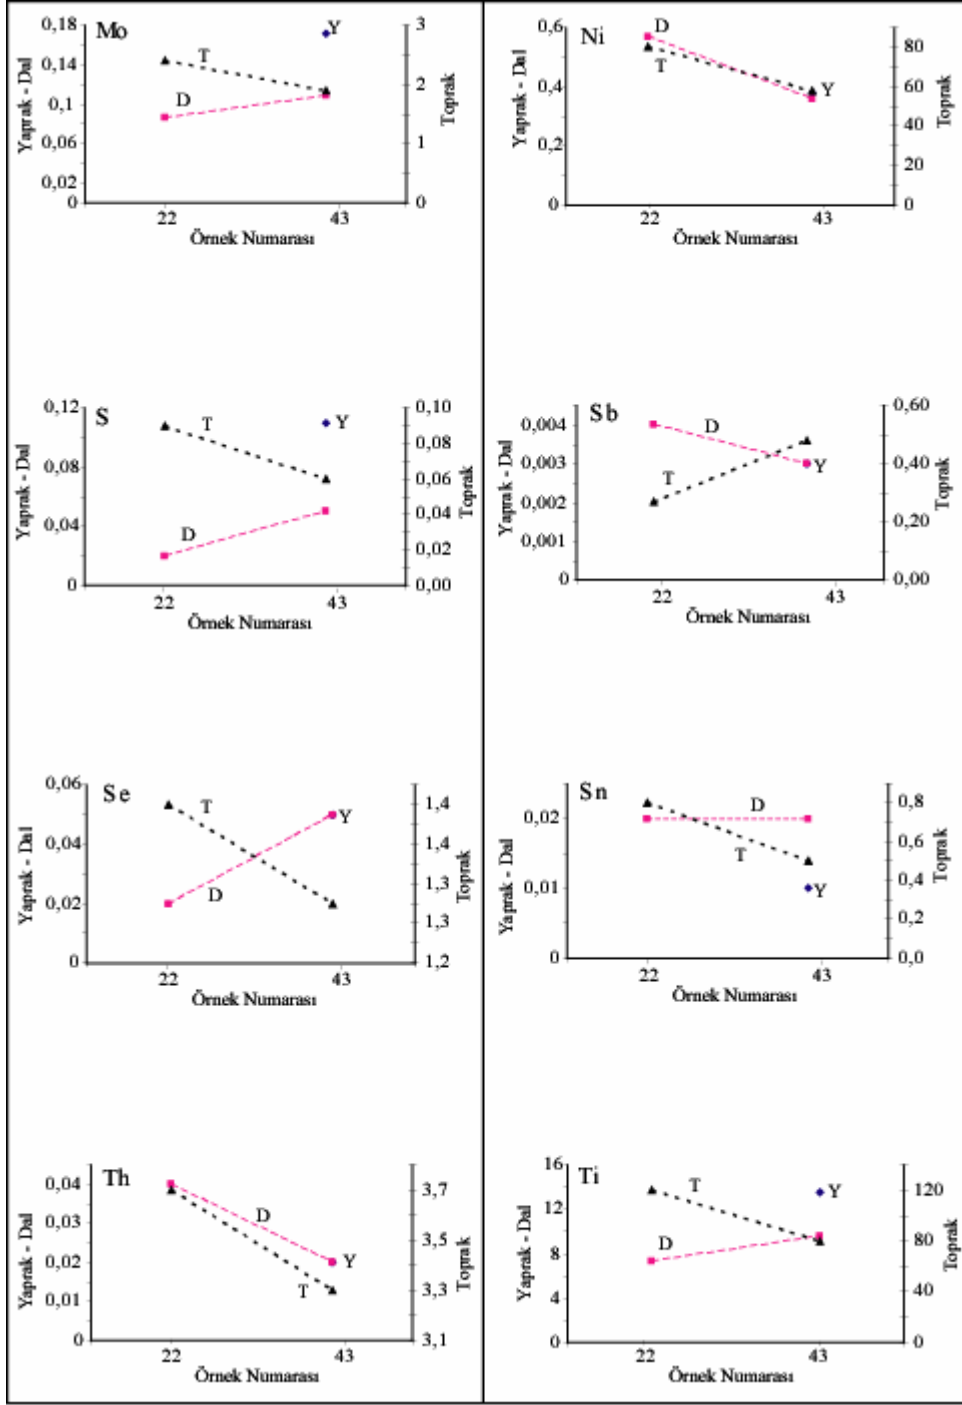 Mo
0,18
0,14
0,1
0,06
0,02
0
Yaprak - Dal
3
2
1
0
Toprak
T
D
Y
22 43
Örnek Numarası
Ni
0,6
0,4
0,2
0
Yaprak - Dal
80
60
40
20
0
Toprak
D
T
Y
22 43
Örnek Numarası
S
0,12
0,08
0,04
0
Yaprak - Dal
0,10
0,08
0,06
0,04
0,02
0,00
Toprak
T
Y
D
22 43
Örnek Numarası
Sb
0,004
0,003
0,002
0,001
0
Yaprak - Dal
0,60
0,40
0,20
0,00
Toprak
D
T
Y
22 43
Örnek Numarası
Se
0,06
0,04
0,02
0
Yaprak - Dal
1,4
1,4
1,3
1,3
1,2
Toprak
T
Y
D
22 43
Örnek Numarası
Sn
0,02
0,01
0
Yaprak - Dal
0,8
0,6
0,4
0,2
0,0
Toprak
D
T
Y
22 43
Örnek Numarası
Th
0,04
0,03
0,02
0,01
0
Yaprak - Dal
3,7
3,5
3,3
3,1
Toprak
D
Y
T
22 43
Örnek Numarası
Ti
16
12
8
4
0
Yaprak - Dal
120
80
40
0
Toprak
T
Y
D
22 43
Örnek Numarası